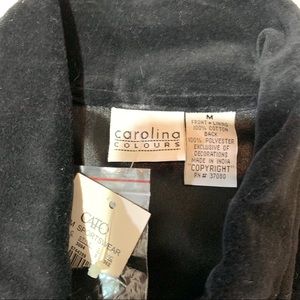 carolina
COLOURS
M
FRONT & LINING
100% COTTON
BACK
100% POLYESTER
EXCLUSIVE OF
DECORATIONS
MADE IN INDIA
COPYRIGHT
RN# 37080
CATO
M SPORTSWEAR